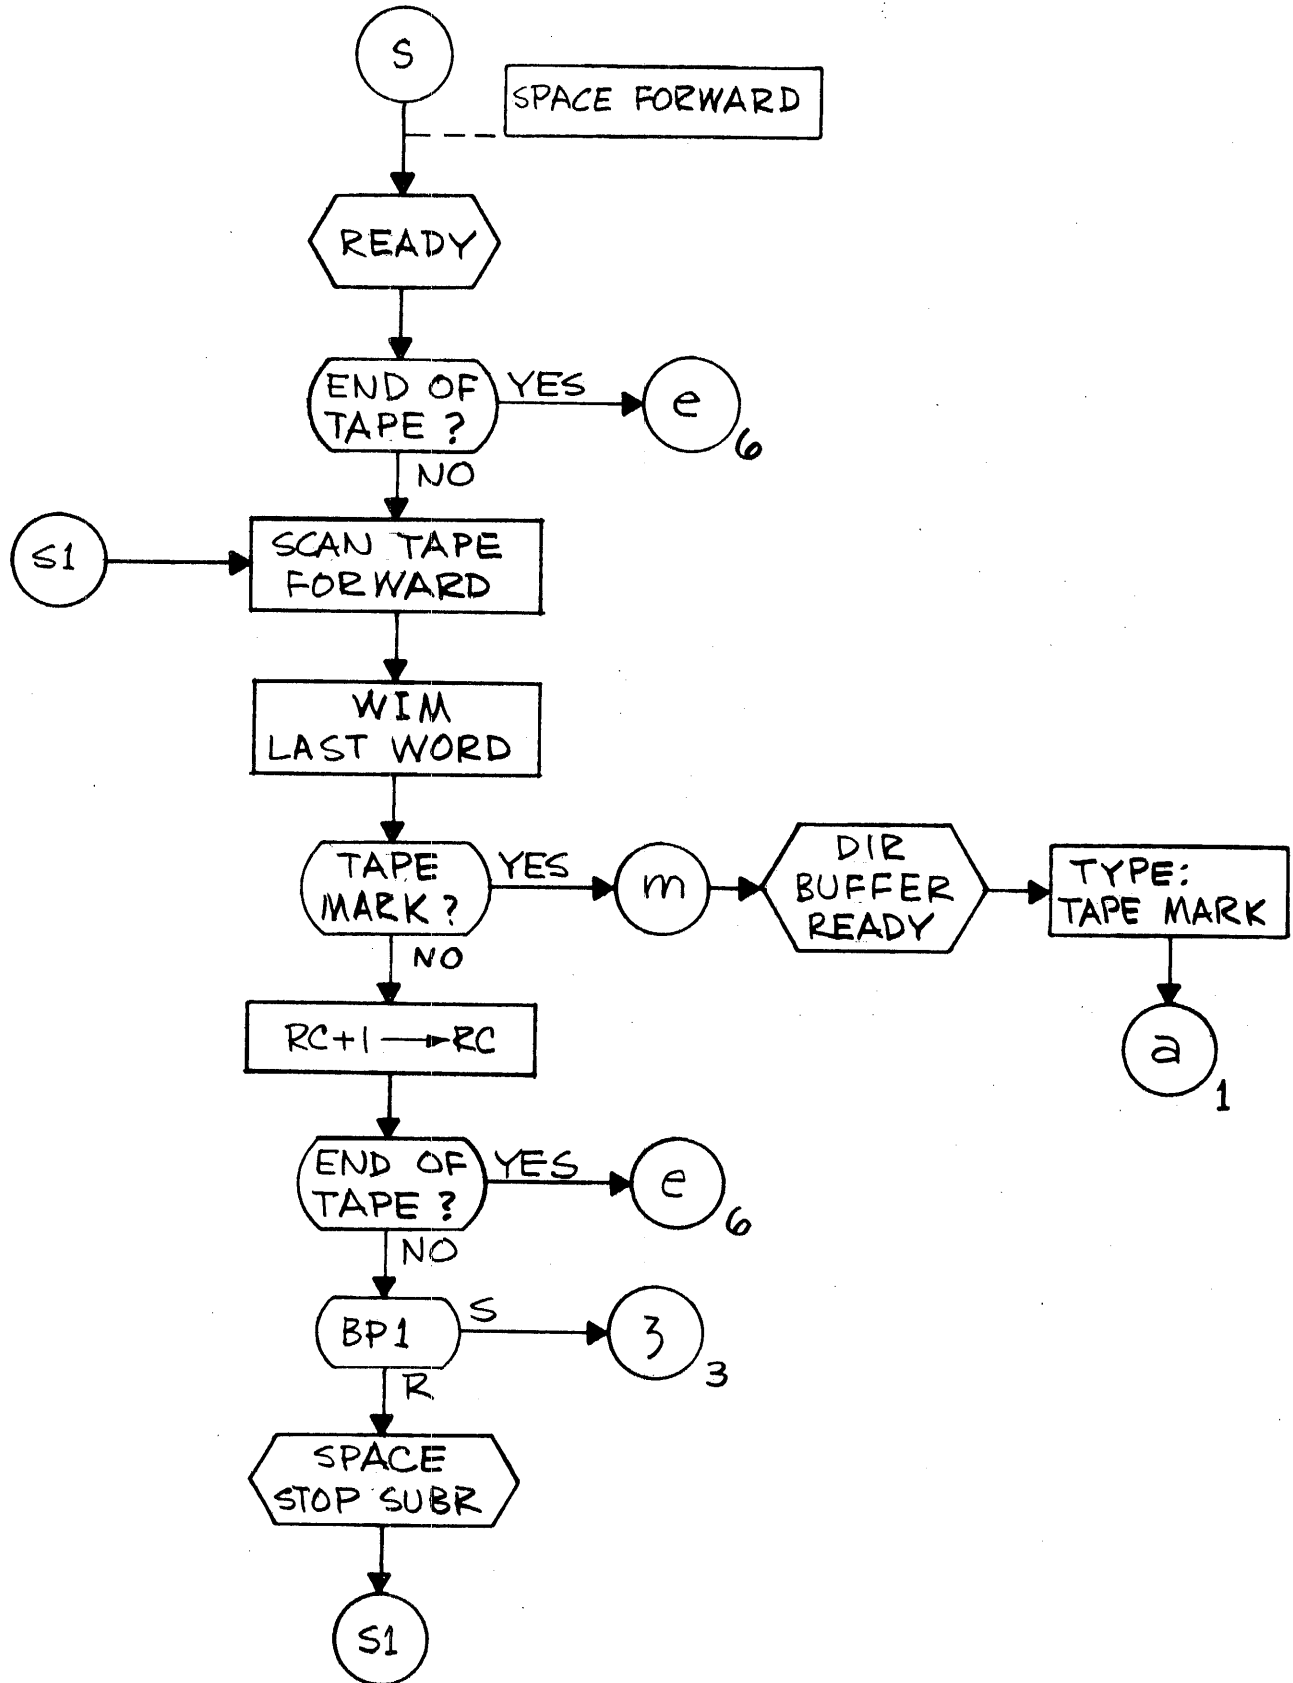 S
SPACE FORWARD
READY
END OF
TAPE ?
YES
e
6
NO
S1
SCAN TAPE
FORWARD
WIM
LAST WORD
TAPE
MARK ?
YES
m
DIR
BUFFER
READY
TYPE:
TAPE MARK
NO
a
1
RC+1 → RC
END OF
TAPE ?
YES
e
6
NO
BP1
S
3
3
R
SPACE
STOP SUBR
S1